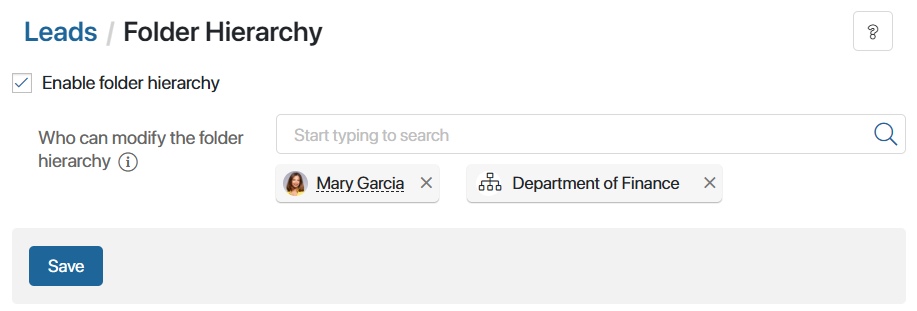 Leads / Folder Hierarchy
?
Enable folder hierarchy
Who can modify the folder
hierarchy i
Start typing to search
Mary Garcia × Department of Finance ×
Save